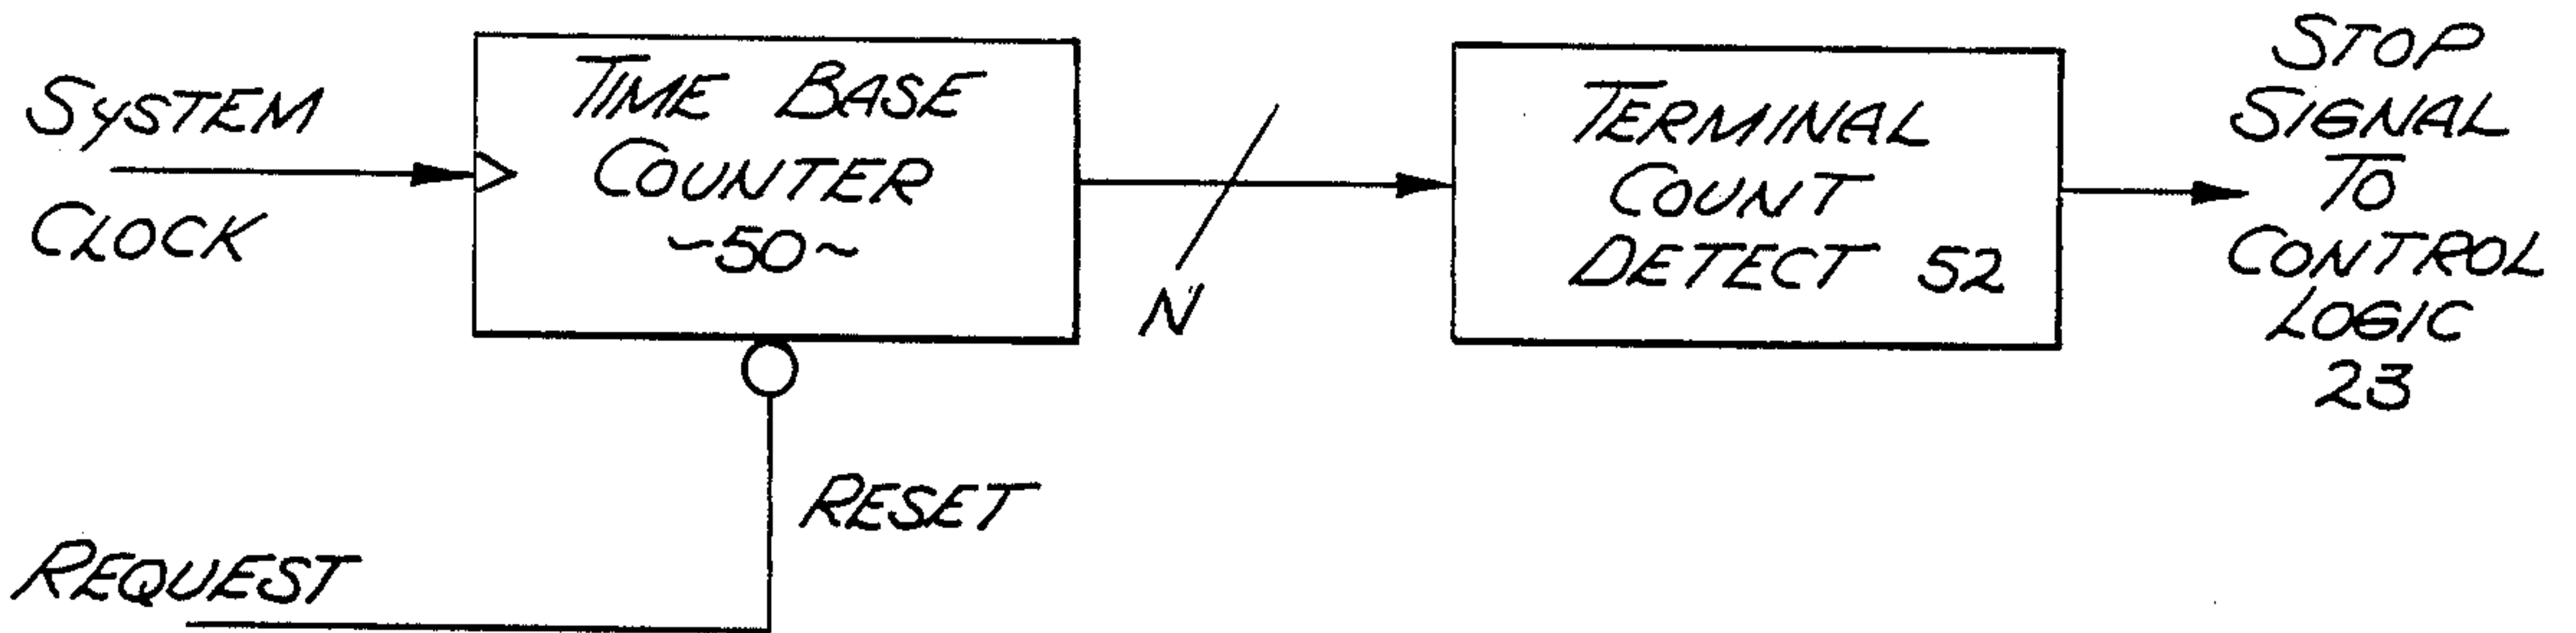 SYSTEM
CLOCK
TIME BASE
COUNTER
~50~
RESET
REQUEST
N
TERMINAL
COUNT
DETECT 52
STOP
SIGNAL
TO
CONTROL
LOGIC
23